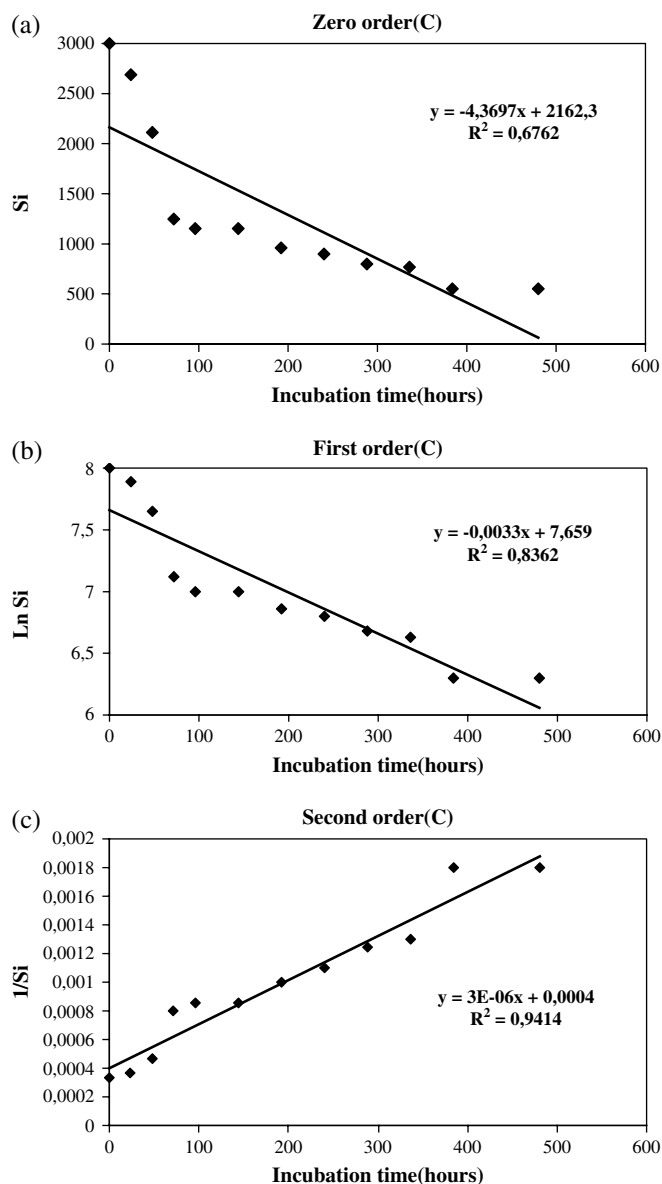 (a)
Zero order(C)
3000
2500
2000
1500
1000
500
0
Si
y = -4,3697x + 2162,3
R² = 0,6762
0 100 200 300 400 500 600
Incubation time(hours)
(b)
First order(C)
8
7,5
7
6,5
6
Ln Si
y = -0,0033x + 7,659
R² = 0,8362
0 100 200 300 400 500 600
Incubation time(hours)
(c)
Second order(C)
0,002
0,0018
0,0016
0,0014
0,0012
0,001
0,0008
0,0006
0,0004
0,0002
0
1/Si
y = 3E-06x + 0,0004
R² = 0,9414
0 100 200 300 400 500 600
Incubation time(hours)